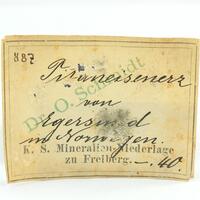 887
Titaneisenerz
von
Egersund
in Norwegen.
Dr. O. Schmidt
K. S. Mineralien-Niederlage
zu Freiberg. —. 40.